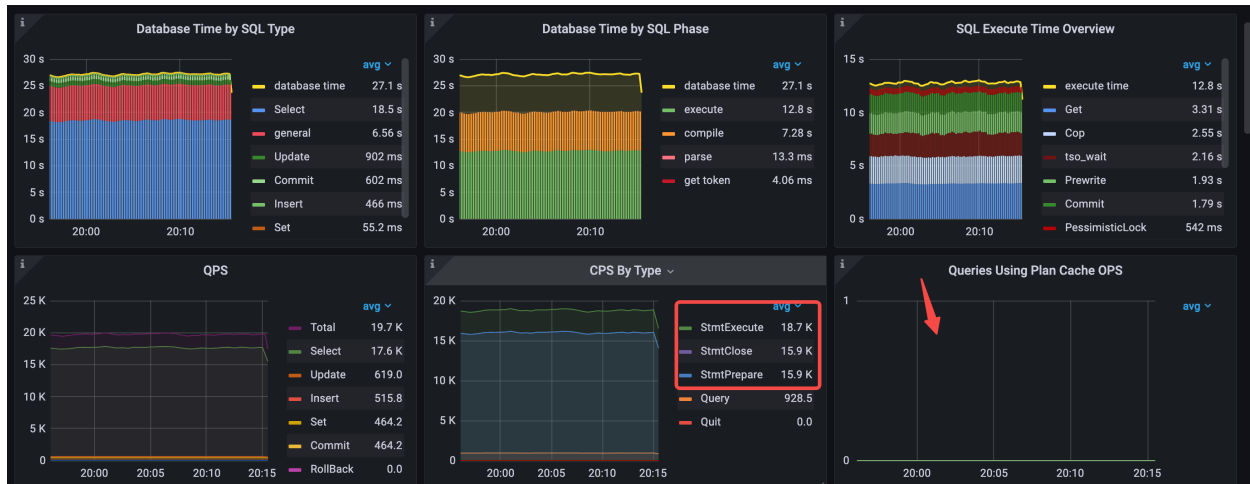 Database Time by SQL Type
30 s
25 s
20 s
15 s
10 s
5 s
0 s
20:00
20:10
avg
database time 27.1 s
Select 18.5 s
general 6.56 s
Update 902 ms
Commit 602 ms
Insert 466 ms
Set 55.2 ms
Database Time by SQL Phase
30 s
25 s
20 s
15 s
10 s
5 s
0 s
20:00
20:10
avg
database time 27.1 s
execute 12.8 s
compile 7.28 s
parse 13.3 ms
get token 4.06 ms
SQL Execute Time Overview
15 s
10 s
5 s
0 s
20:00
20:10
avg
execute time 12.8 s
Get 3.31 s
Cop 2.55 s
tso_wait 2.16 s
Prewrite 1.93 s
Commit 1.79 s
PessimisticLock 542 ms
QPS
25 K
20 K
15 K
10 K
5 K
0
20:00
20:05
20:10
20:15
avg
Total 19.7 K
Select 17.6 K
Update 619.0
Insert 515.8
Set 464.2
Commit 464.2
RollBack 0.0
CPS By Type
20 K
15 K
10 K
5 K
0
20:00
20:05
20:10
20:15
avg
StmtExecute 18.7 K
StmtClose 15.9 K
StmtPrepare 15.9 K
Query 928.5
Quit 0.0
Queries Using Plan Cache OPS
1
0
20:00
20:05
20:10
20:15
avg